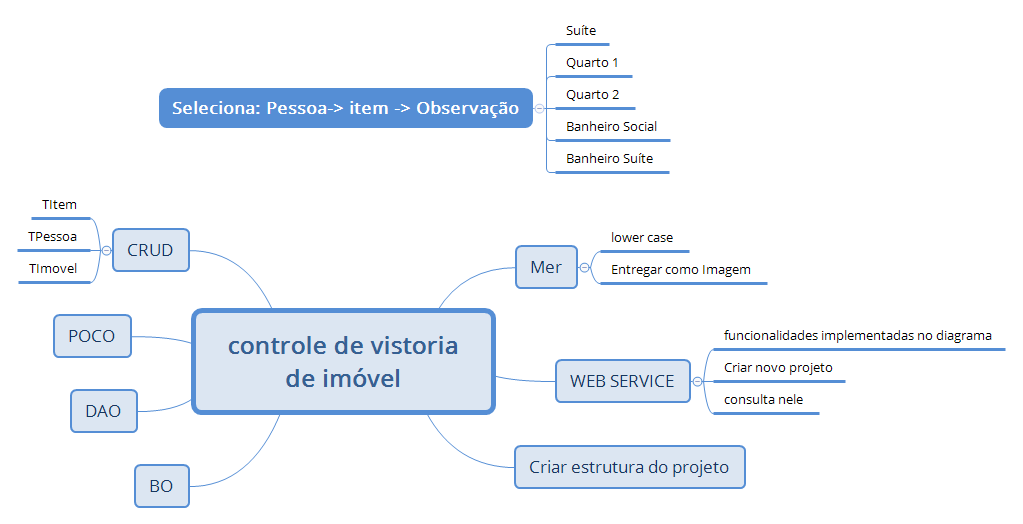 Suíte
Quarto 1
Quarto 2
Banheiro Social
Banheiro Suíte
Seleciona: Pessoa-> item -> Observação
TItem
TPessoa
TImovel
CRUD
POCO
DAO
BO
controle de vistoria
de imóvel
Mer
lower case
Entregar como Imagem
WEB SERVICE
funcionalidades implementadas no diagrama
Criar novo projeto
consulta nele
Criar estrutura do projeto